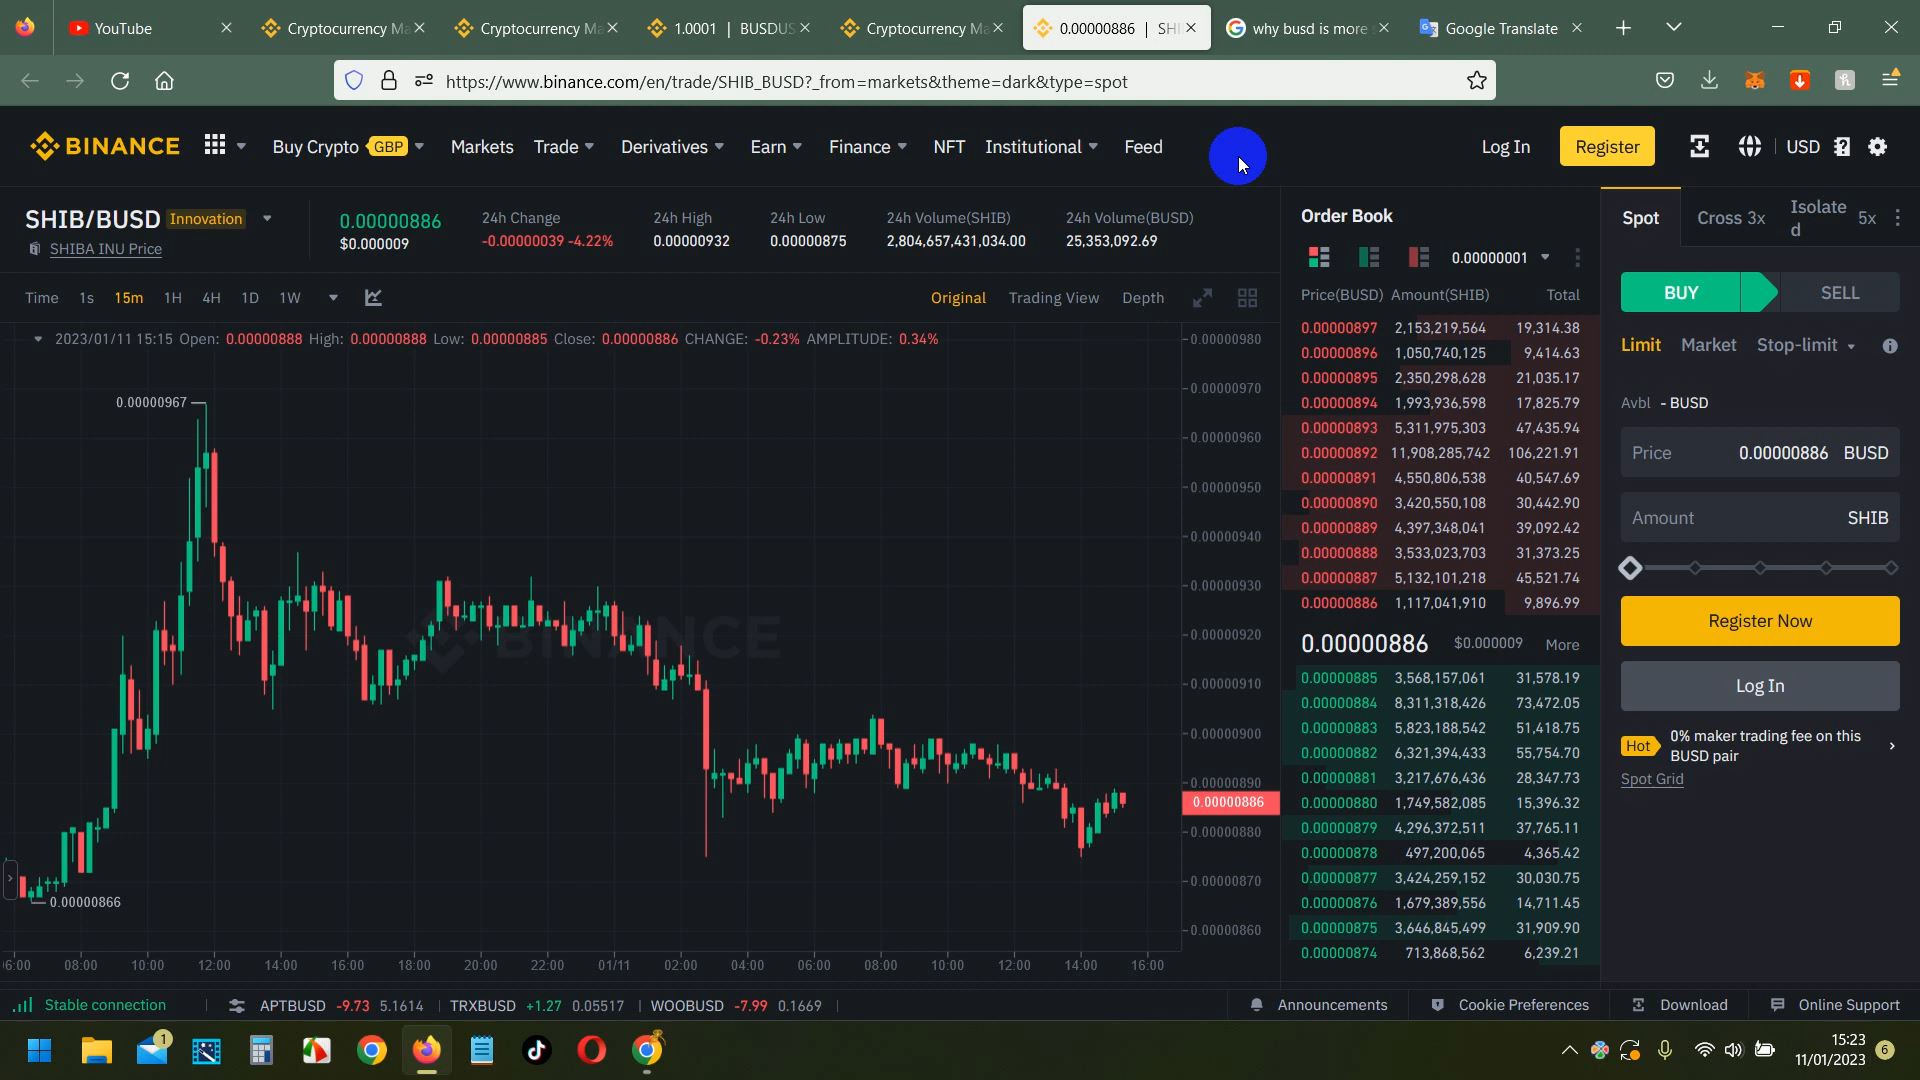 YouTube
Cryptocurrency Ma
Cryptocurrency Ma
1.0001 | BUSDUS
Cryptocurrency Ma
0.00000886 | SHI
why busd is more
Google Translate
https://www.binance.com/en/trade/SHIB_BUSD?_from=markets&theme=dark&type=spot
BINANCE
Buy Crypto GBP Markets Trade Derivatives Earn Finance NFT Institutional Feed
Log In Register USD
SHIB/BUSD Innovation
SHIBA INU Price
0.00000886
$0.000009
24h Change
-0.00000039 -4.22%
24h High
0.00000932
24h Low
0.00000875
24h Volume(SHIB)
2,804,657,431,034.00
24h Volume(BUSD)
25,353,092.69
Time 1s 15m 1H 4H 1D 1W
Original Trading View Depth
2023/01/11 15:15 Open: 0.00000888 High: 0.00000888 Low: 0.00000885 Close: 0.00000886 CHANGE: -0.23% AMPLITUDE: 0.34%
0.00000967
0.00000866
BINANCE
0.00000980
0.00000970
0.00000960
0.00000950
0.00000940
0.00000930
0.00000920
0.00000910
0.00000900
0.00000890
0.00000886
0.00000880
0.00000870
0.00000860
6:00 08:00 10:00 12:00 14:00 16:00 18:00 20:00 22:00 01/11 02:00 04:00 06:00 08:00 10:00 12:00 14:00 16:00
Order Book
0.00000001
Price(BUSD) Amount(SHIB) Total
0.00000897 2,153,219,564 19,314.38
0.00000896 1,050,740,125 9,414.63
0.00000895 2,350,298,628 21,035.17
0.00000894 1,993,936,598 17,825.79
0.00000893 5,311,975,303 47,435.94
0.00000892 11,908,285,742 106,221.91
0.00000891 4,550,806,538 40,547.69
0.00000890 3,420,550,108 30,442.90
0.00000889 4,397,348,041 39,092.42
0.00000888 3,533,023,703 31,373.25
0.00000887 5,132,101,218 45,521.74
0.00000886 1,117,041,910 9,896.99
0.00000886 $0.000009 More
0.00000885 3,568,157,061 31,578.19
0.00000884 8,311,318,426 73,472.05
0.00000883 5,823,188,542 51,418.75
0.00000882 6,321,394,433 55,754.70
0.00000881 3,217,676,436 28,347.73
0.00000880 1,749,582,085 15,396.32
0.00000879 4,296,372,511 37,765.11
0.00000878 497,200,065 4,365.42
0.00000877 3,424,259,152 30,030.75
0.00000876 1,679,389,556 14,711.45
0.00000875 3,646,845,499 31,909.90
0.00000874 713,868,562 6,239.21
Spot Cross 3x Isolate
d 5x
BUY SELL
Limit Market Stop-limit
Avbl - BUSD
Price 0.00000886 BUSD
Amount SHIB
Register Now
Log In
Hot 0% maker trading fee on this
BUSD pair
Spot Grid
Stable connection
APTBUSD -9.73 5.1614 TRXBUSD +1.27 0.05517 WOOBUSD -7.99 0.1669
Announcements Cookie Preferences Download Online Support
1
15:23
11/01/2023
6